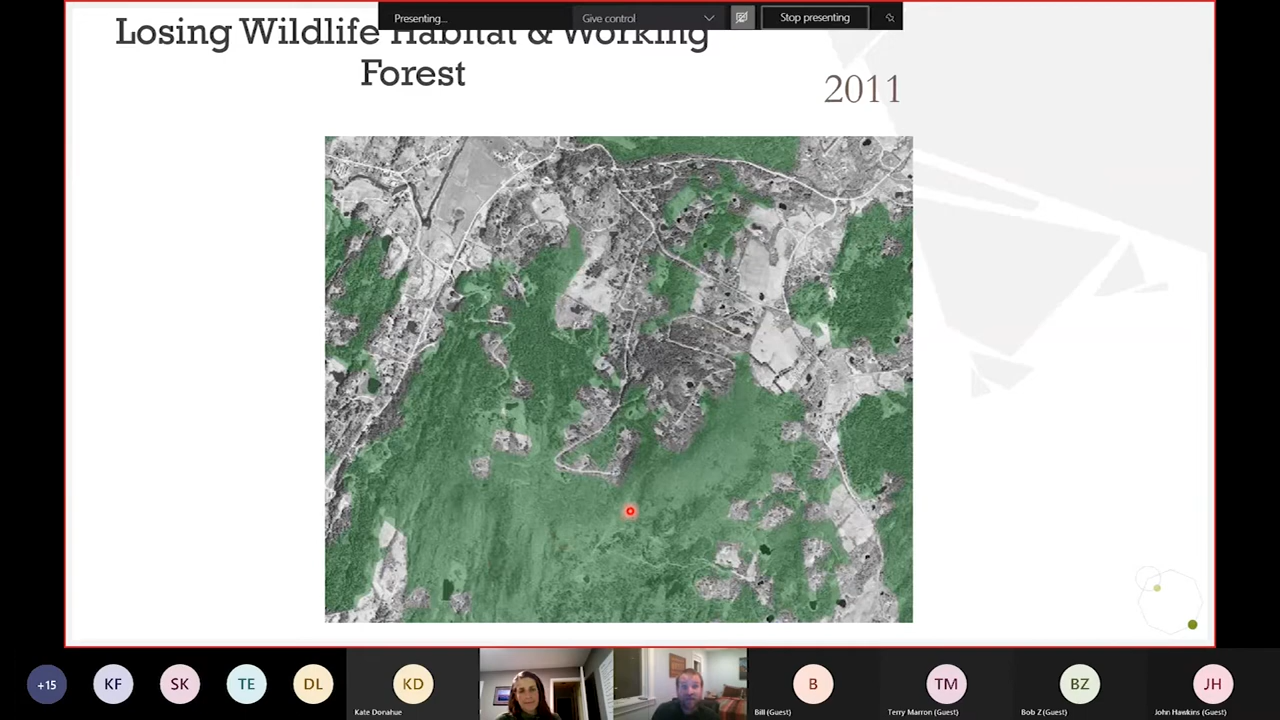 Presenting...
Give control
Stop presenting
Losing Wildlife Habitat & Working
Forest
2011
+15
KF
SK
TE
DL
KD
Kate Donahue
B
Bill (Guest)
TM
Terry Marron (Guest)
BZ
Bob Z (Guest)
JH
John Hawkins (Guest)